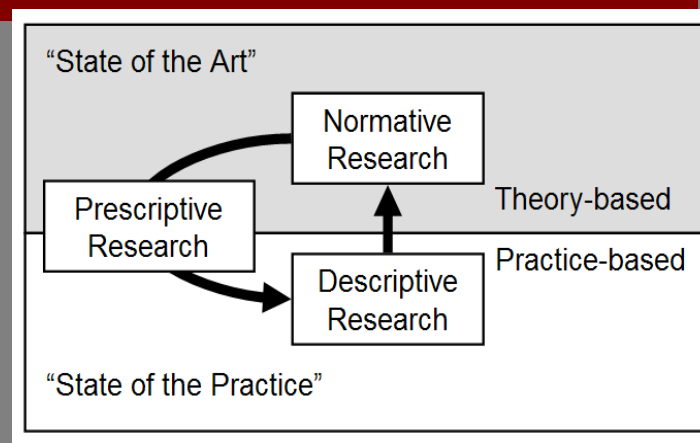 “State of the Art”
Normative
Research
Prescriptive
Research
Theory-based
Practice-based
Descriptive
Research
“State of the Practice”